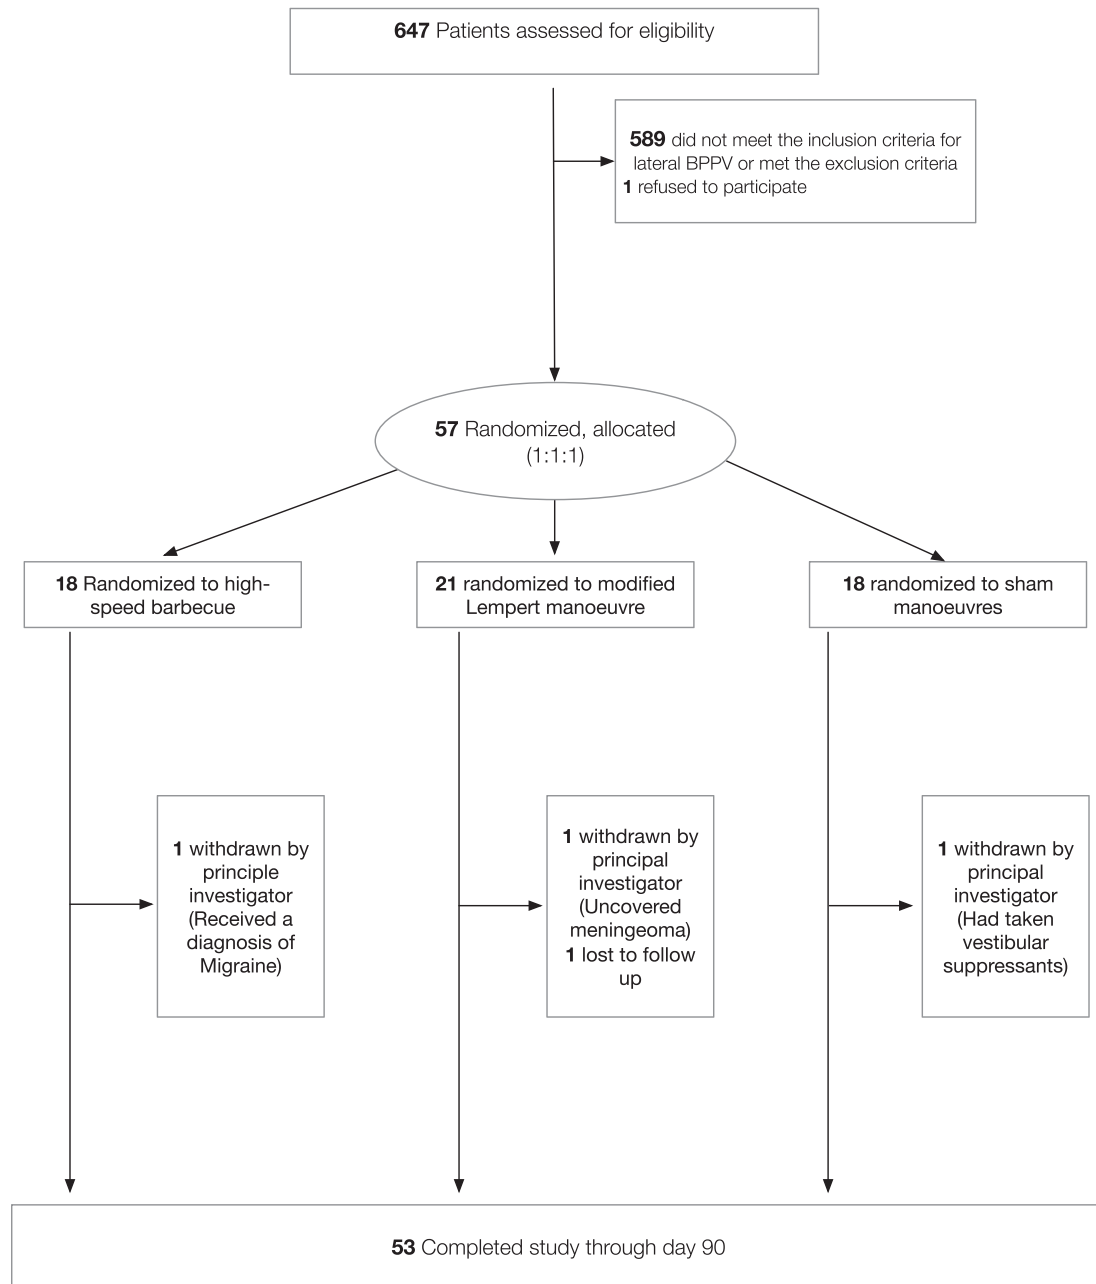 647 Patients assessed for eligibility
589 did not meet the inclusion criteria for
lateral BPPV or met the exclusion criteria
1 refused to participate
57 Randomized, allocated
(1:1:1)
18 Randomized to high-
speed barbecue
21 randomized to modified
Lempert manoeuvre
18 randomized to sham
manoeuvres
1 withdrawn by
principle
investigator
(Received a
diagnosis of
Migraine)
1 withdrawn by
principal
investigator
(Uncovered
meningeoma)
1 lost to follow
up
1 withdrawn by
principal
investigator
(Had taken
vestibular
suppressants)
53 Completed study through day 90